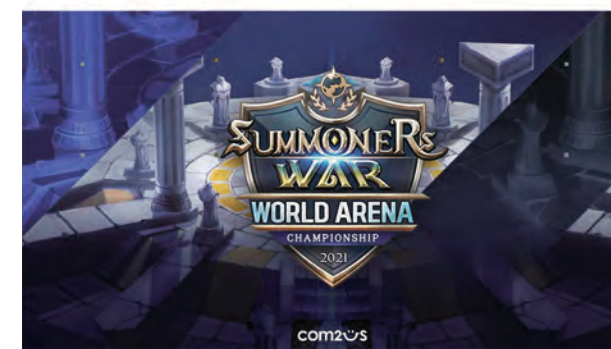 SUMMONERS
WAR
WORLD ARENA
CHAMPIONSHIP
2021
com2us